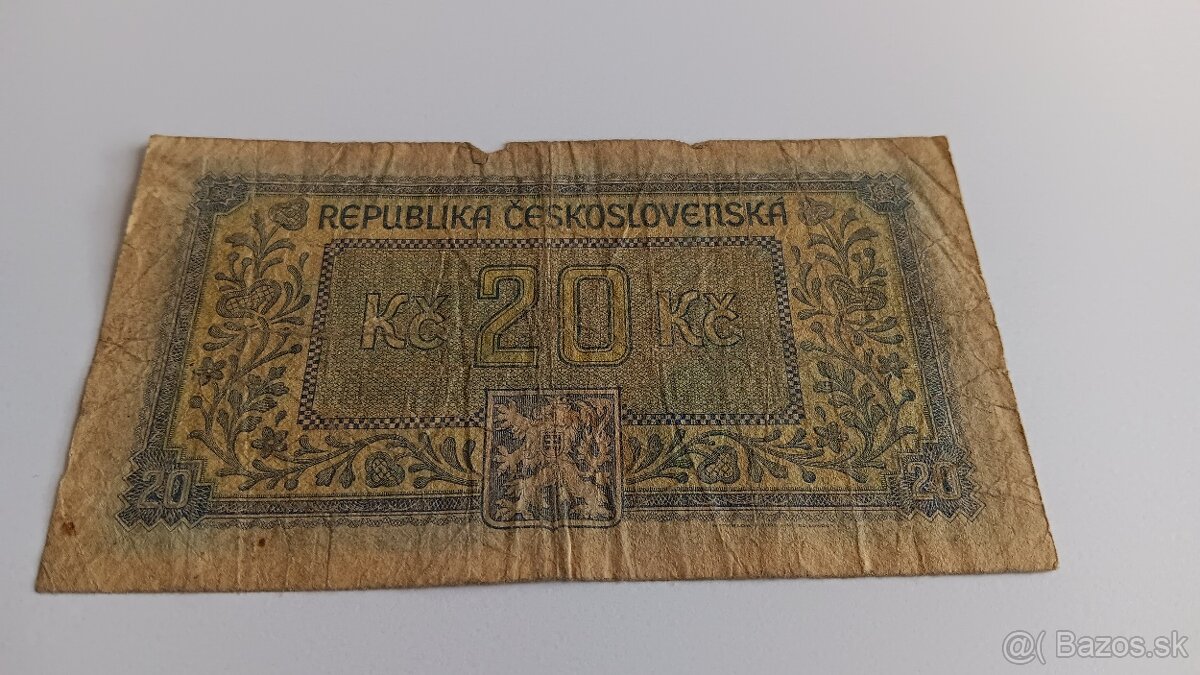 REPUBLIKA ČESKOSLOVENSKÁ
Kč 20 Kč
20 20
@( Bazos.sk